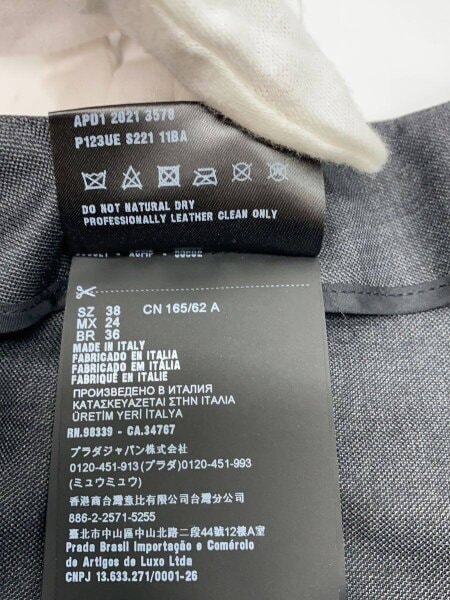 APD1 2021 3578
P123UE S221 11BA
DO NOT NATURAL DRY
PROFESSIONALLY LEATHER CLEAN ONLY
SZ 38 CN 165/62 A
MX 24
BR 36
MADE IN ITALY
FABRICADO EN ITALIA
FABRICADO EM ITALIA
FABRIQUÉ EN ITALIE
ПРОИЗВЕДЕНО В ИТАЛИЯ
ΚΑΤΑΣΚΕΥΑΖΕΤΑΙ ΣΤΗΝ ΙΤΑΛΙΑ
ÜRETİM YERİ İTALYA
RN.98339 - CA.34767
プラダジャパン株式会社
0120-451-913 (プラダ) 0120-451-993
(ミュウミュウ)
香港商台灣薏比有限公司台灣分公司
886-2-2571-5255
臺北市中山區中山北路二段44號12樓A室
Prada Brasil Importação e Comércio
de Artigos de Luxo Ltda
CNPJ 13.633.271/0001-26